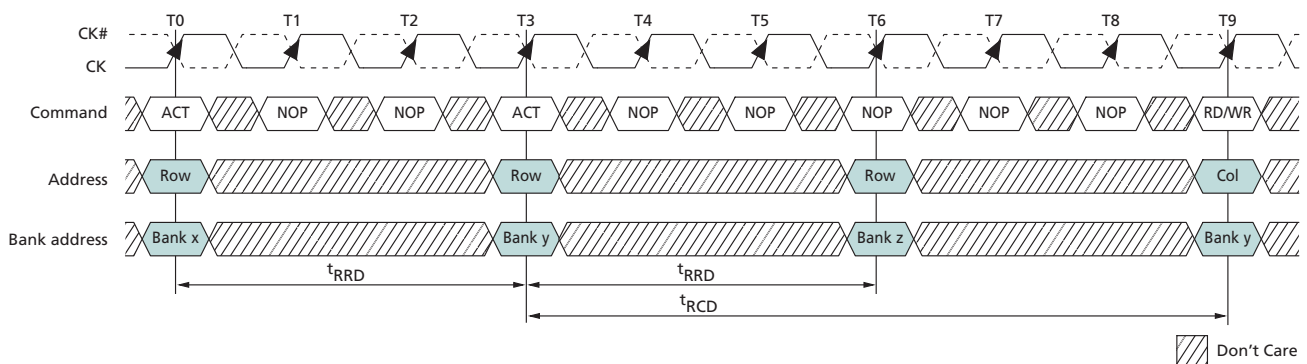 T0 T1 T2 T3 T4 T5 T6 T7 T8 T9
CK#
CK
Command ACT NOP NOP ACT NOP NOP NOP NOP NOP RD/WR
Address Row Row Row Col
Bank address Bank x Bank y Bank z Bank y
tRRD tRRD
tRCD
Don't Care